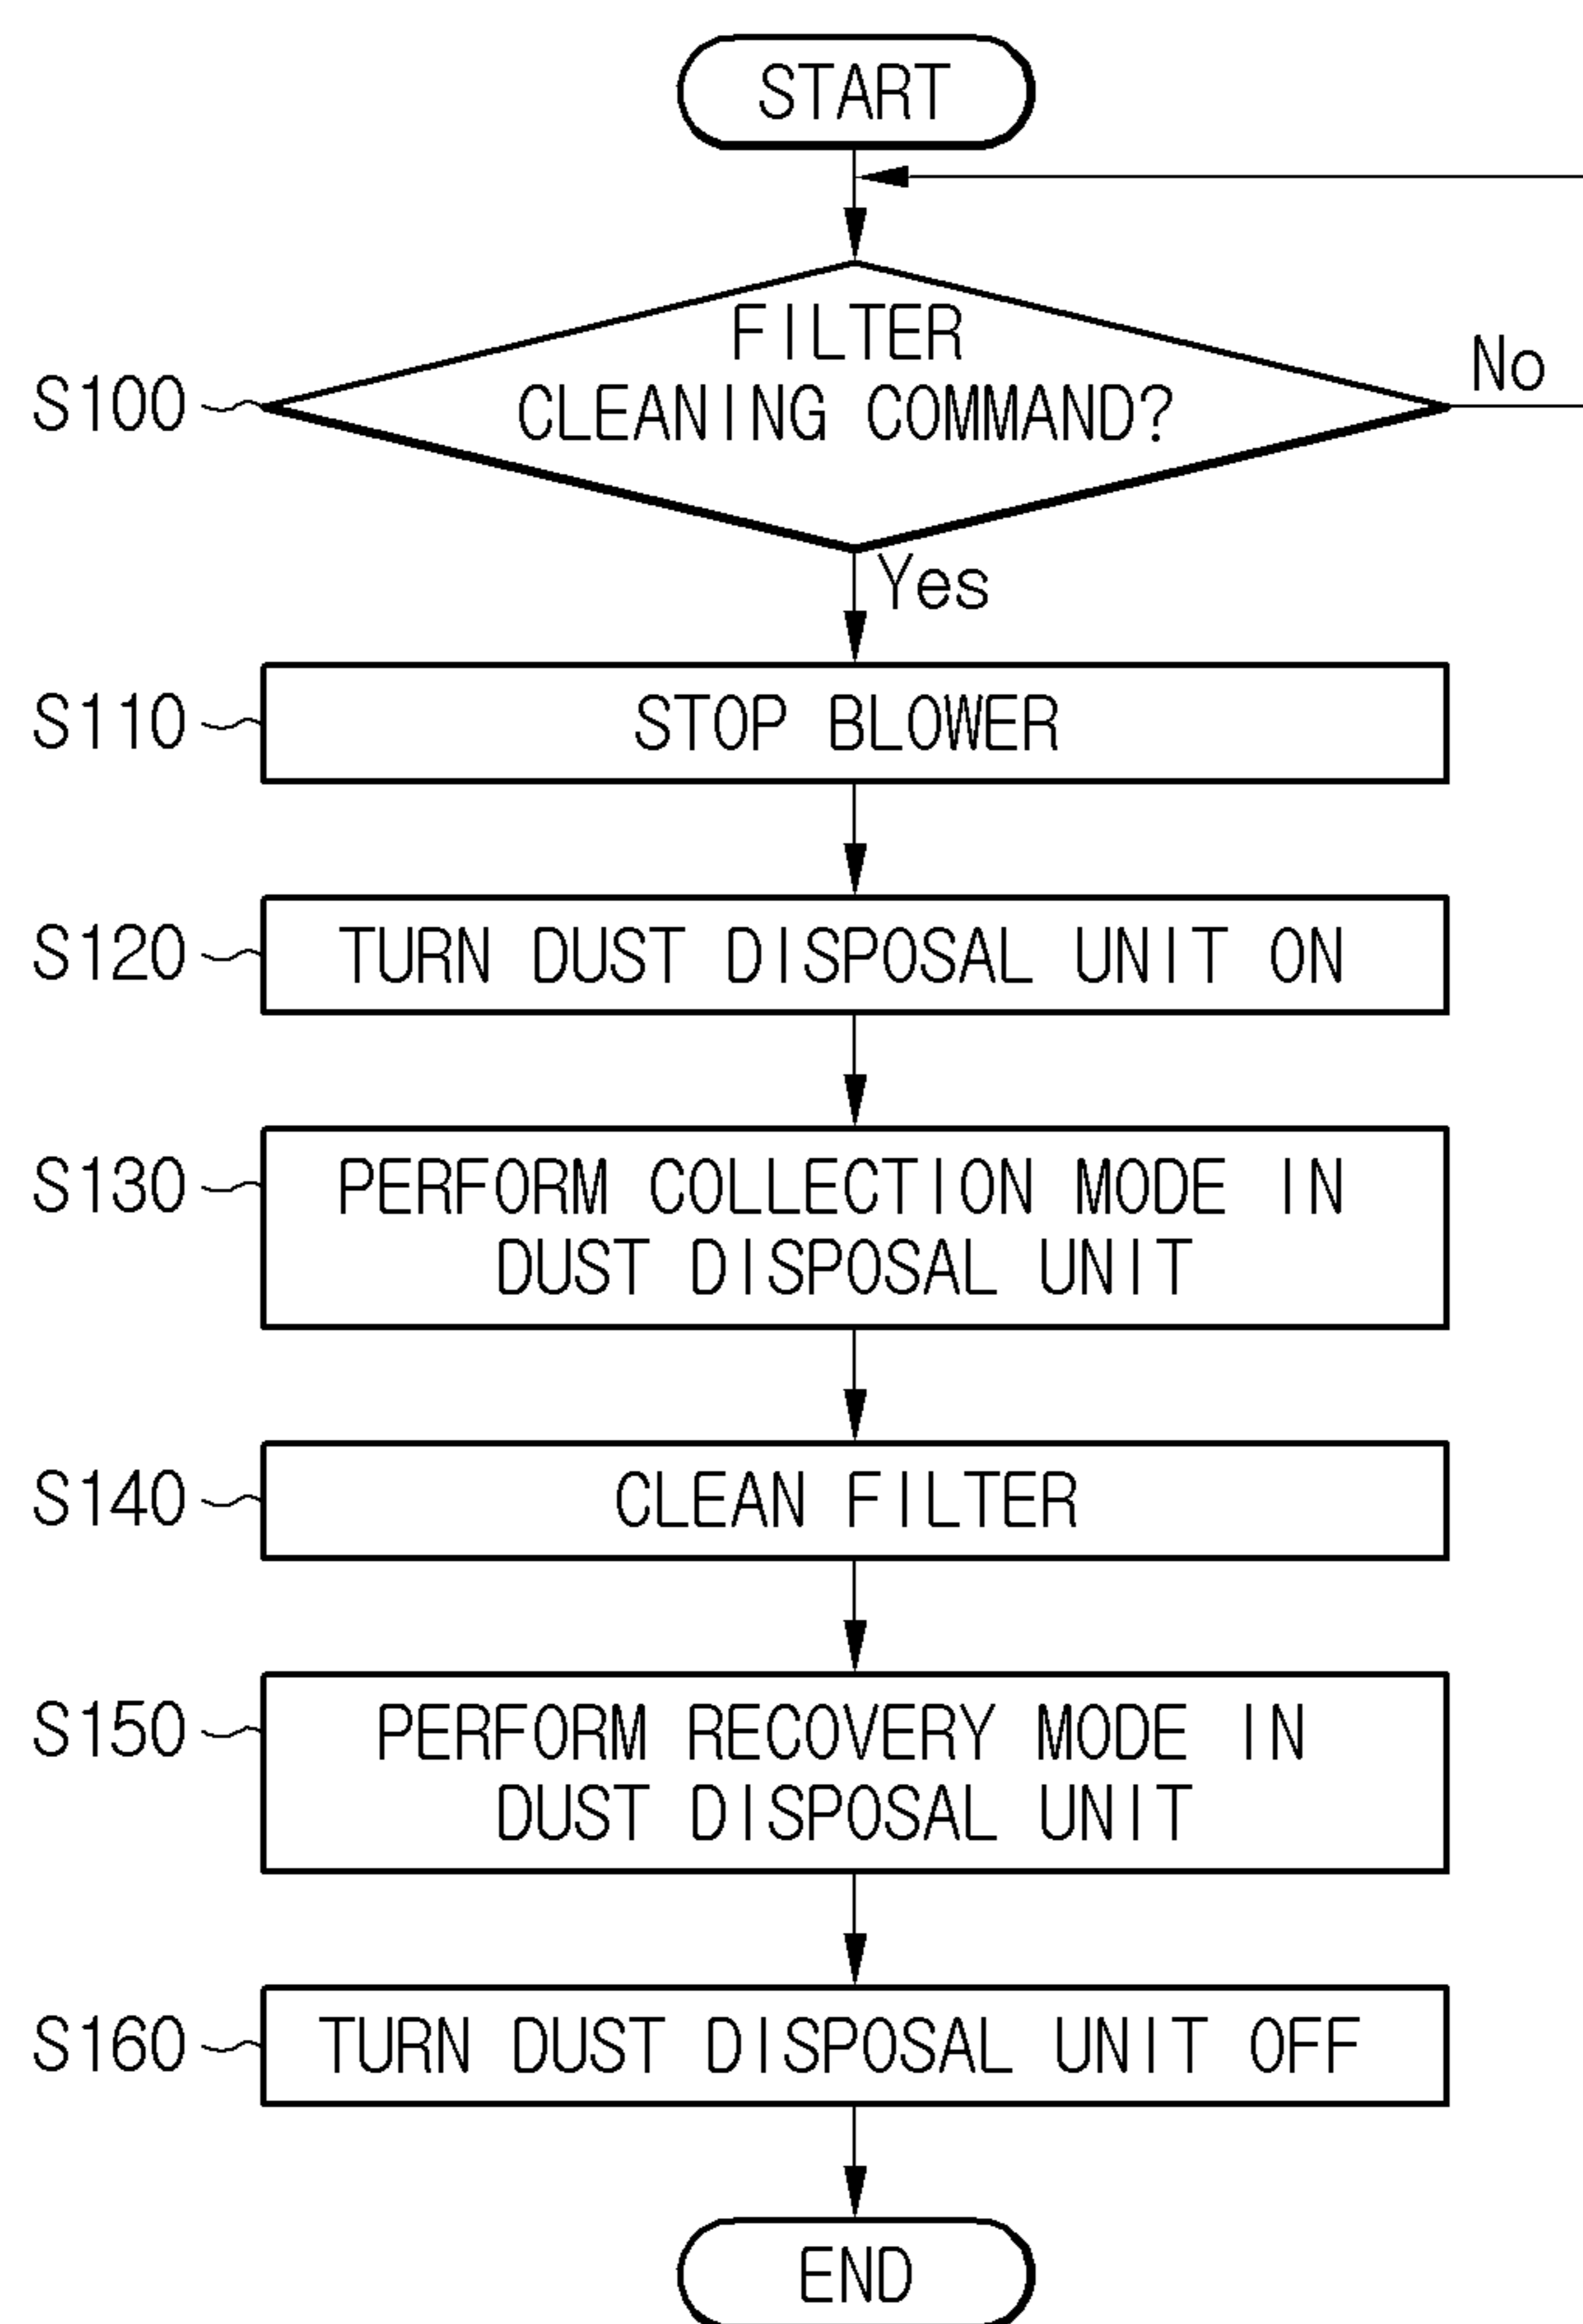 START
FILTER
S100
CLEANING COMMAND?
No
Yes
S110
STOP BLOWER
S120
TURN DUST DISPOSAL UNIT ON
S130
PERFORM COLLECTION MODE IN
DUST DISPOSAL UNIT
S140
CLEAN FILTER
S150
PERFORM RECOVERY MODE IN
DUST DISPOSAL UNIT
S160
TURN DUST DISPOSAL UNIT OFF
END